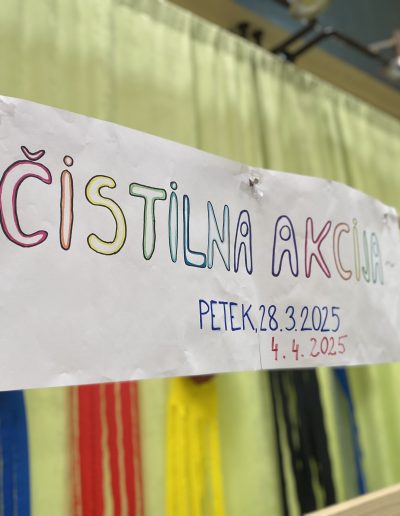 ČISTILNA AKCIJA
PETEK, 28.3.2025
4.4.2025